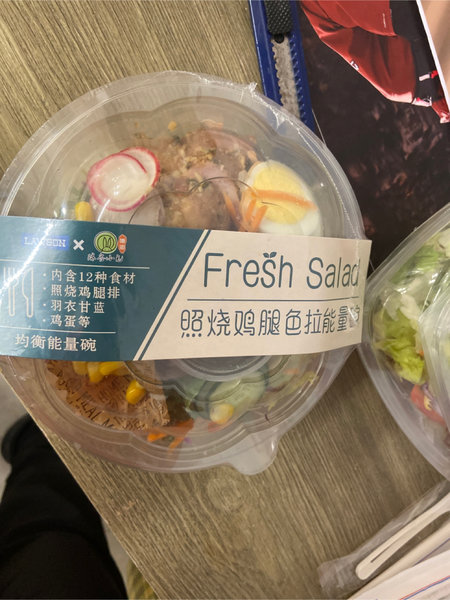 LAWSON ×
Fresh Salad
照烧鸡腿色拉能量
· 内含12种食材
· 照烧鸡腿排
· 羽衣甘蓝
· 鸡蛋等
均衡能量碗